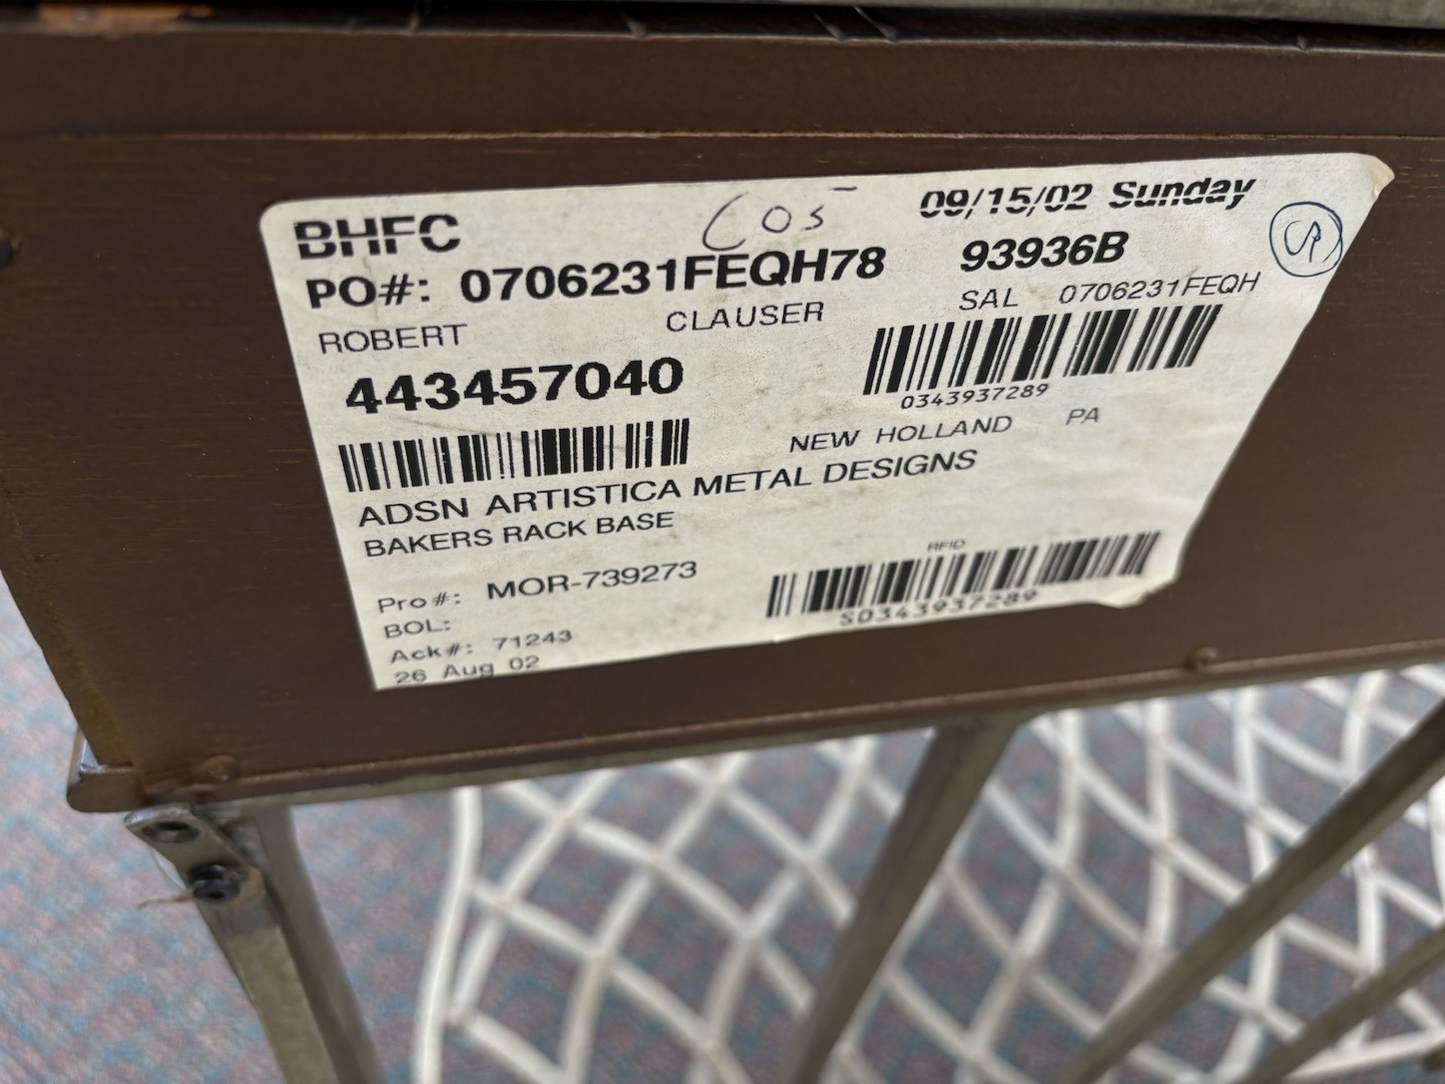 BHFC
Cos
09/15/02 Sunday
PO#: 0706231FEQH78
93936B
ROBERT CLAUSER
SAL 0706231FEQH
443457040
0343937289
NEW HOLLAND PA
ADSN ARTISTICA METAL DESIGNS
BAKERS RACK BASE
RFID
Pro#: MOR-739273
S0343937289
BOL:
Ack#: 71243
26 Aug 02